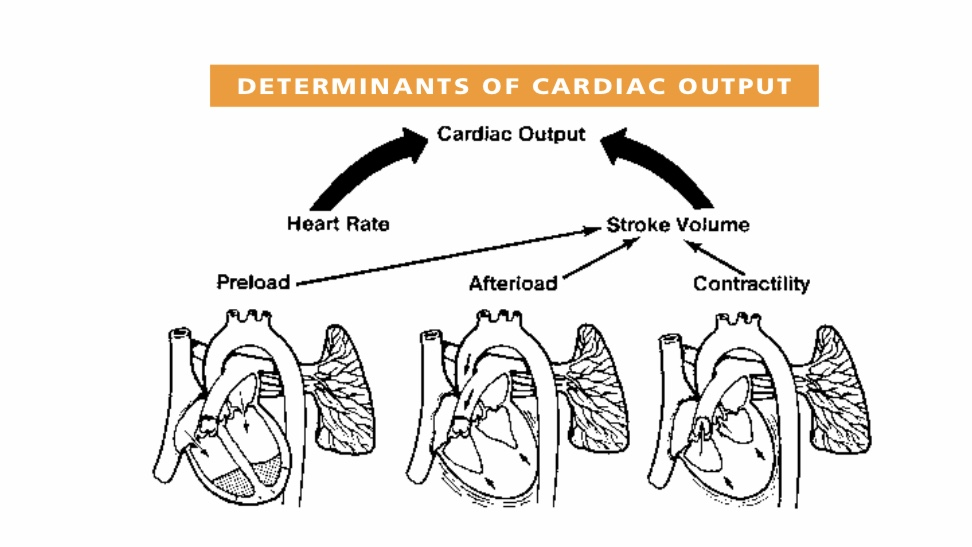 DETERMINANTS OF CARDIAC OUTPUT
Cardiac Output
Heart Rate
Stroke Volume
Preload
Afterload
Contractility